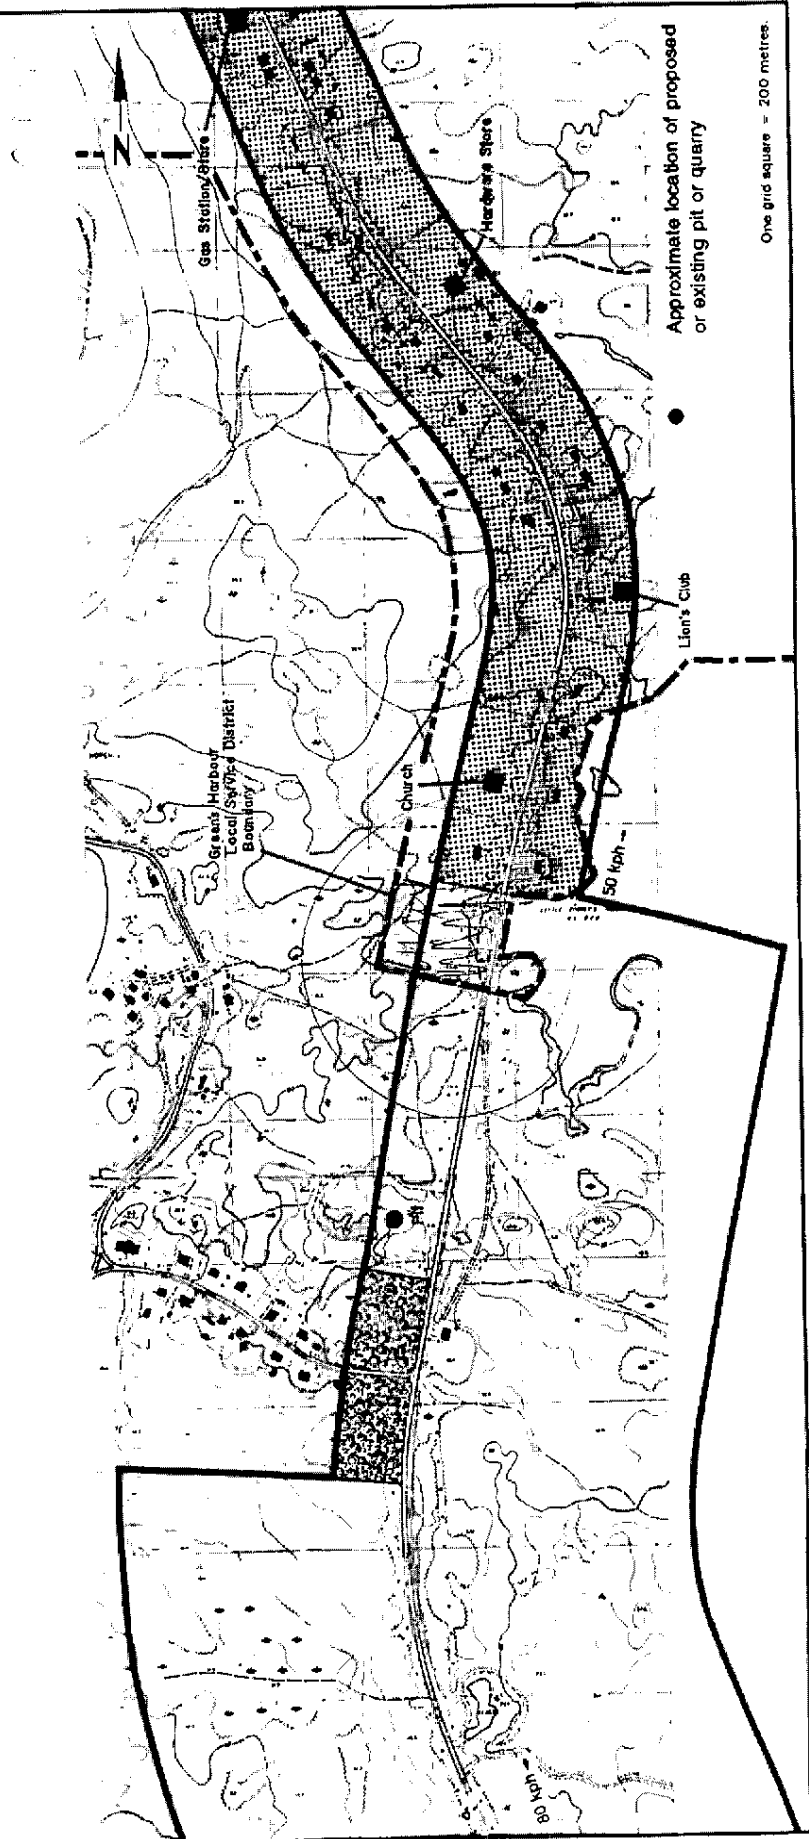 N
Gas Station/Store
Hardware Store
Approximate location of proposed
or existing pit or quarry
One grid square = 200 metres.
Lion's Club
Green's Harbour
Local Service District
Boundary
Church
50 kph
80 kph